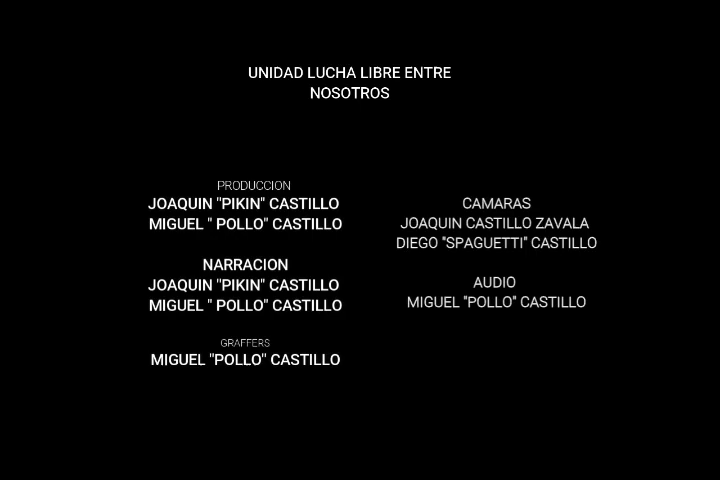 UNIDAD LUCHA LIBRE ENTRE
NOSOTROS
PRODUCCION
JOAQUIN "PIKIN" CASTILLO
MIGUEL " POLLO" CASTILLO
NARRACION
JOAQUIN "PIKIN" CASTILLO
MIGUEL " POLLO" CASTILLO
GRAFFERS
MIGUEL "POLLO" CASTILLO
CAMARAS
JOAQUIN CASTILLO ZAVALA
DIEGO "SPAGUETTI" CASTILLO
AUDIO
MIGUEL "POLLO" CASTILLO